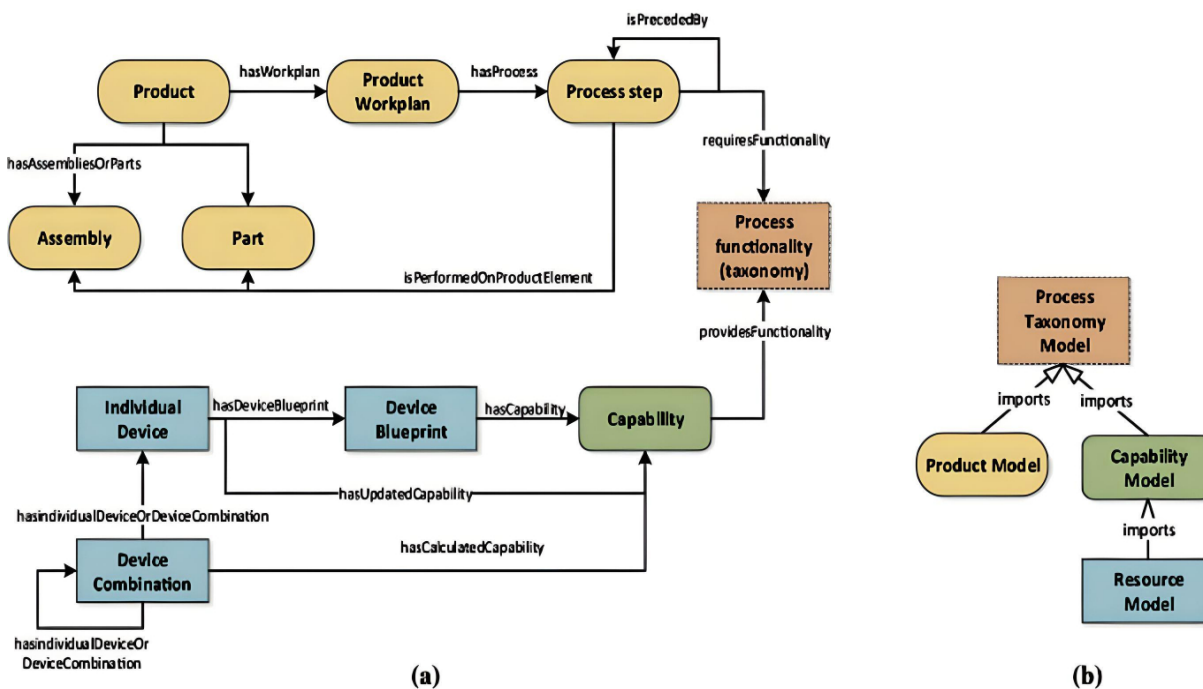 isPrecededBy
hasWorkplan
hasProcess
Product
Product
Workplan
Process step
requiresFunctionality
hasAssembliesOrParts
Assembly
Part
isPerformedOnProductElement
Process
functionality
(taxonomy)
providesFunctionality
Individual
Device
hasDeviceBlueprint
Device
Blueprint
hasCapability
Capability
hasUpdatedCapability
hasindividualDeviceOrDeviceCombination
hasCalculatedCapability
Device
Combination
hasindividualDeviceOr
DeviceCombination
(a)
Process
Taxonomy
Model
imports
imports
Product Model
Capability
Model
imports
Resource
Model
(b)